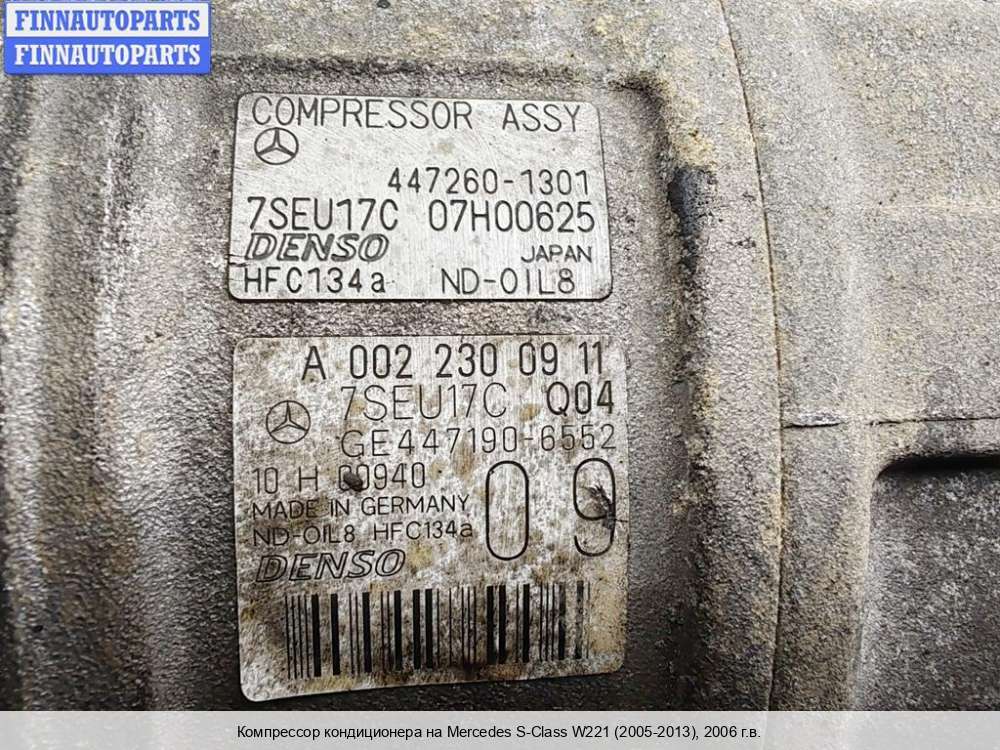 FINNAUTOPARTS
FINNAUTOPARTS
COMPRESSOR ASSY
447260-1301
7SEU17C 07H00625
DENSO JAPAN
HFC134a ND-OIL8
A 002 230 09 11
7SEU17C Q04
GE447190-6552
10 H 00940
MADE IN GERMANY
ND-OIL8 HFC134a
09
DENSO
Компрессор кондиционера на Mercedes S-Class W221 (2005-2013), 2006 г.в.